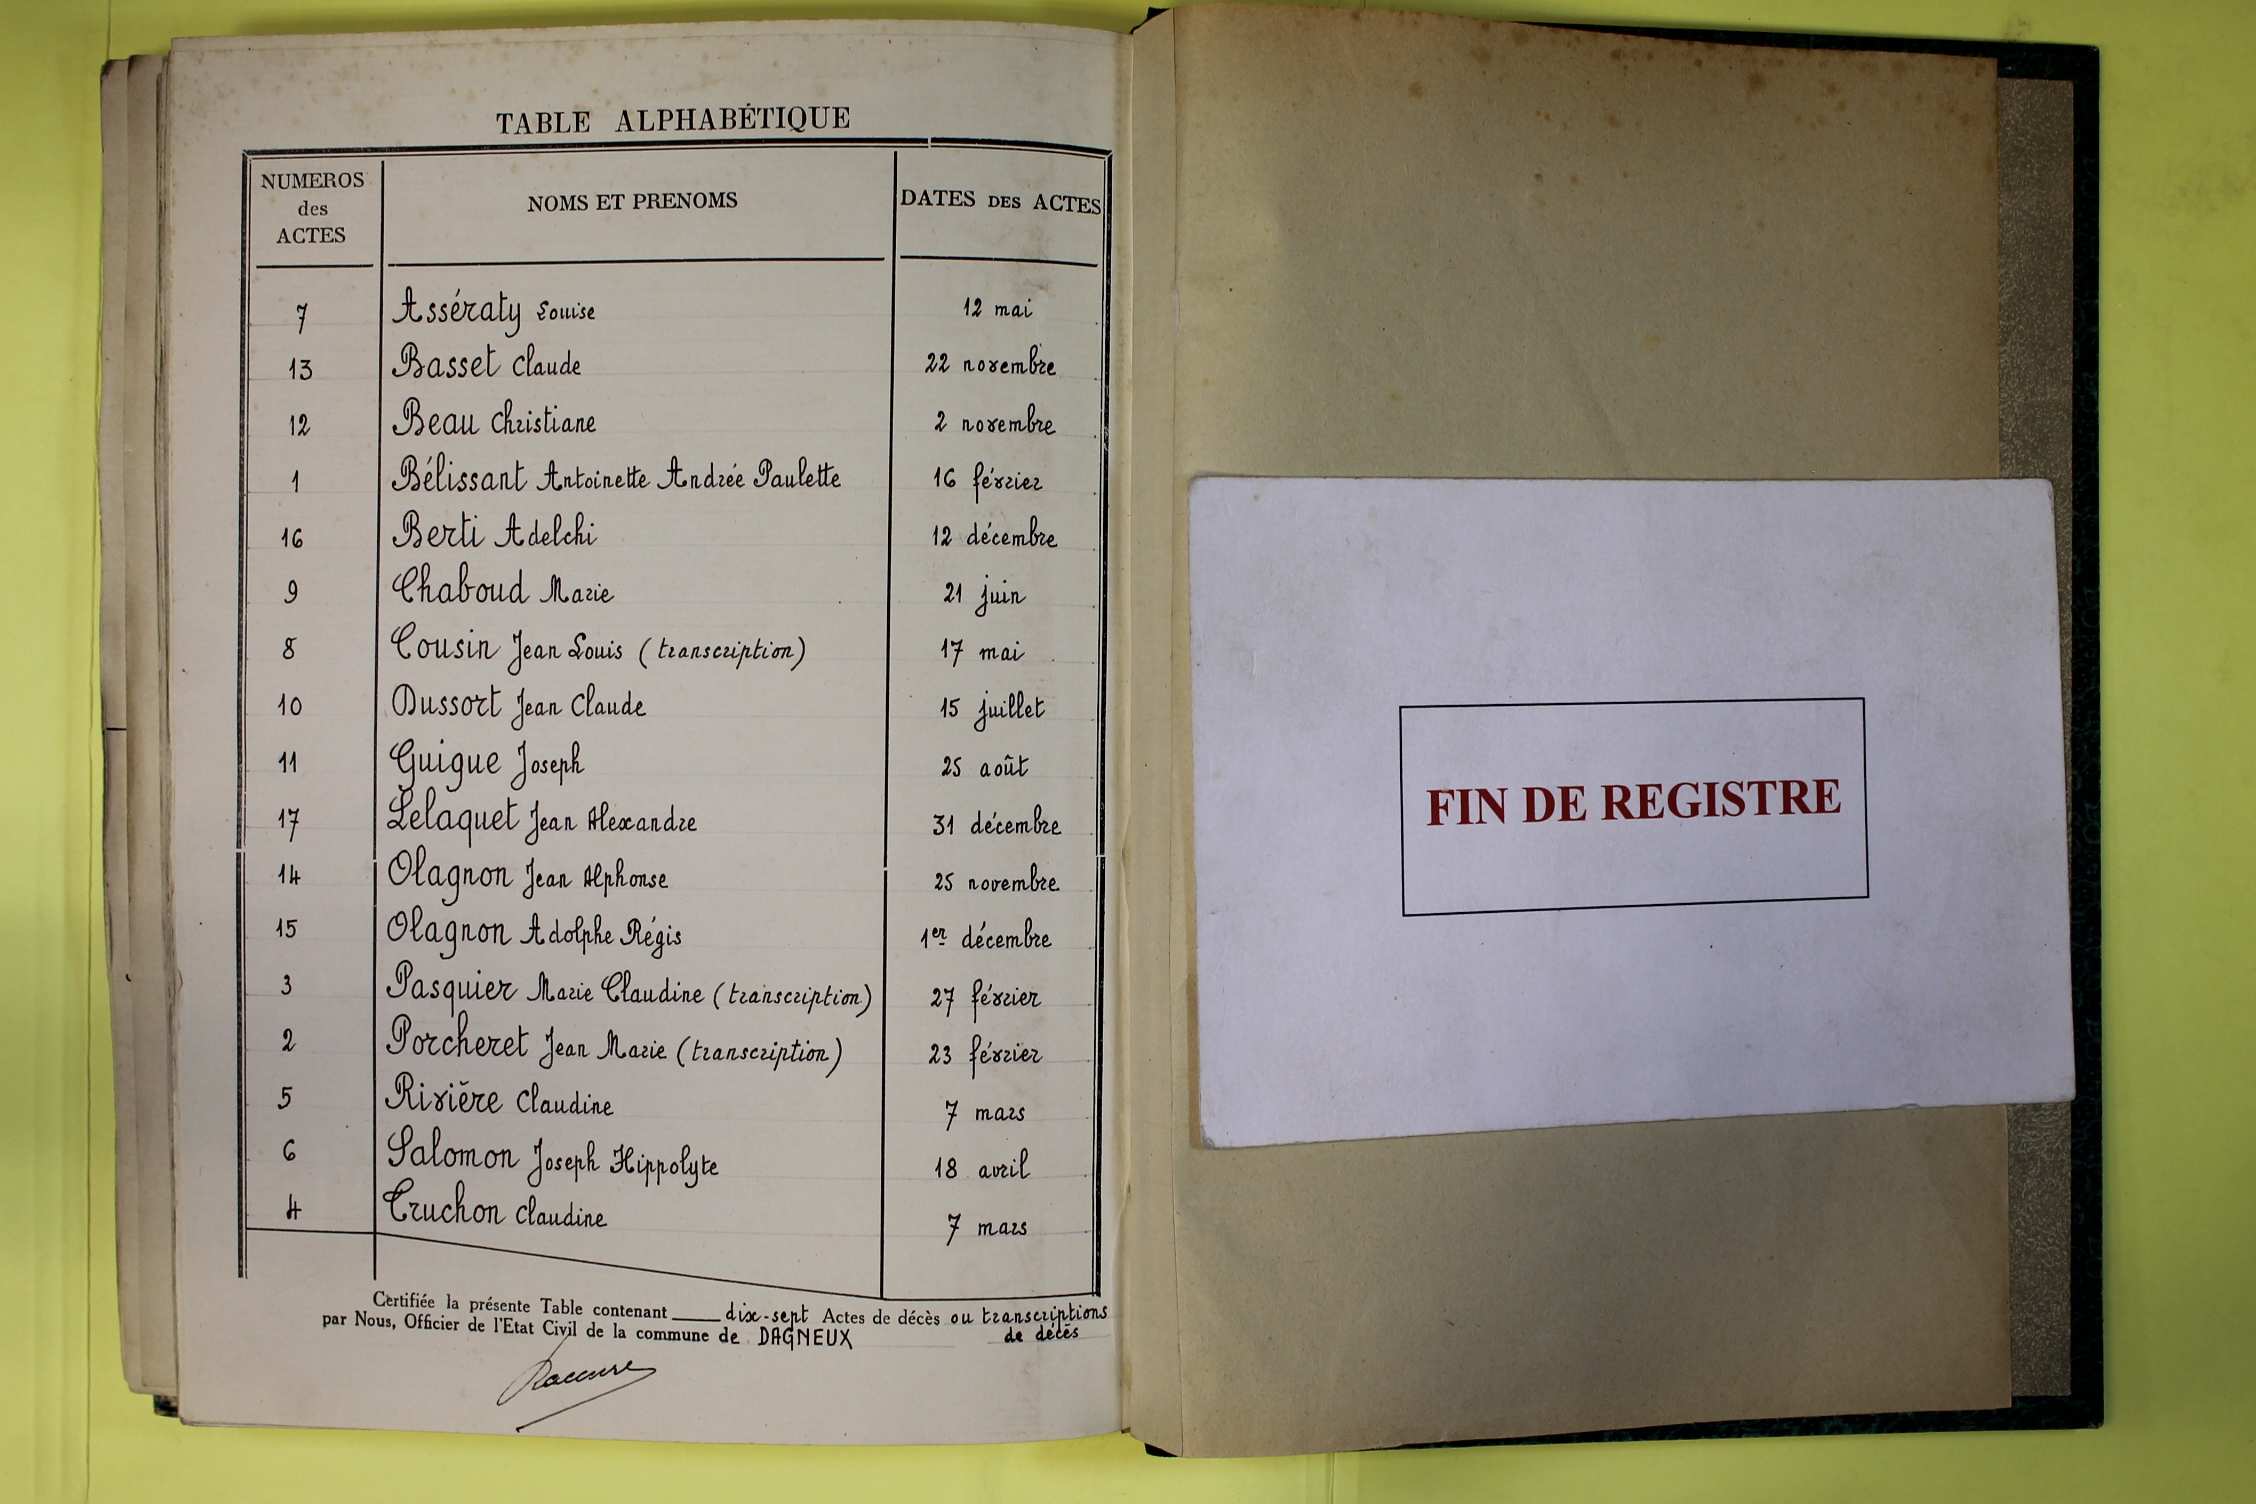 TABLE ALPHABÉTIQUE
NUMEROS des ACTES NOMS ET PRENOMS DATES DES ACTES
7 Assératy Louise 12 mai
13 Basset Claude 22 novembre
12 Beau Christiane 2 novembre
1 Bélissant Antoinette Andrée Paulette 16 février
16 Berti Adelchi 12 décembre
9 Chaboud Marie 21 juin
8 Cousin Jean Louis (transcription) 17 mai
10 Dussort Jean Claude 15 juillet
11 Guigue Joseph 25 août
17 Lelaquet Jean Alexandre 31 décembre
14 Olagnon Jean Alphonse 25 novembre
15 Olagnon Adolphe Régis 1er décembre
3 Pasquier Marie Claudine (transcription) 27 février
2 Porcheret Jean Marie (transcription) 23 février
5 Rivière Claudine 7 mars
6 Salomon Joseph Hippolyte 18 avril
4 Truchon Claudine 7 mars
Certifiée la présente Table contenant dix-sept Actes de décès ou transcriptions
par Nous, Officier de l'Etat Civil de la commune de DAGNEUX de décès
FIN DE REGISTRE